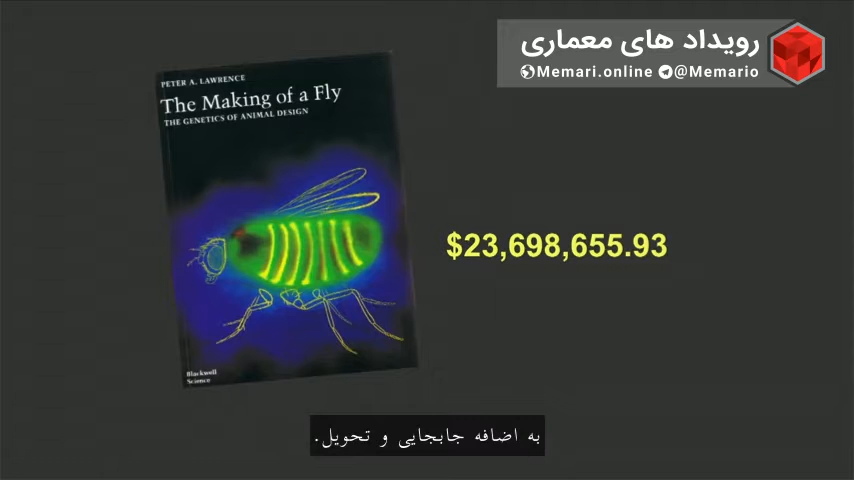 رویداد های معماری
Memari.online @Memario
PETER A. LAWRENCE
The Making of a Fly
THE GENETICS OF ANIMAL DESIGN
$23,698,655.93
Blackwell
Science
به اضافه جابجایی و تحویل.